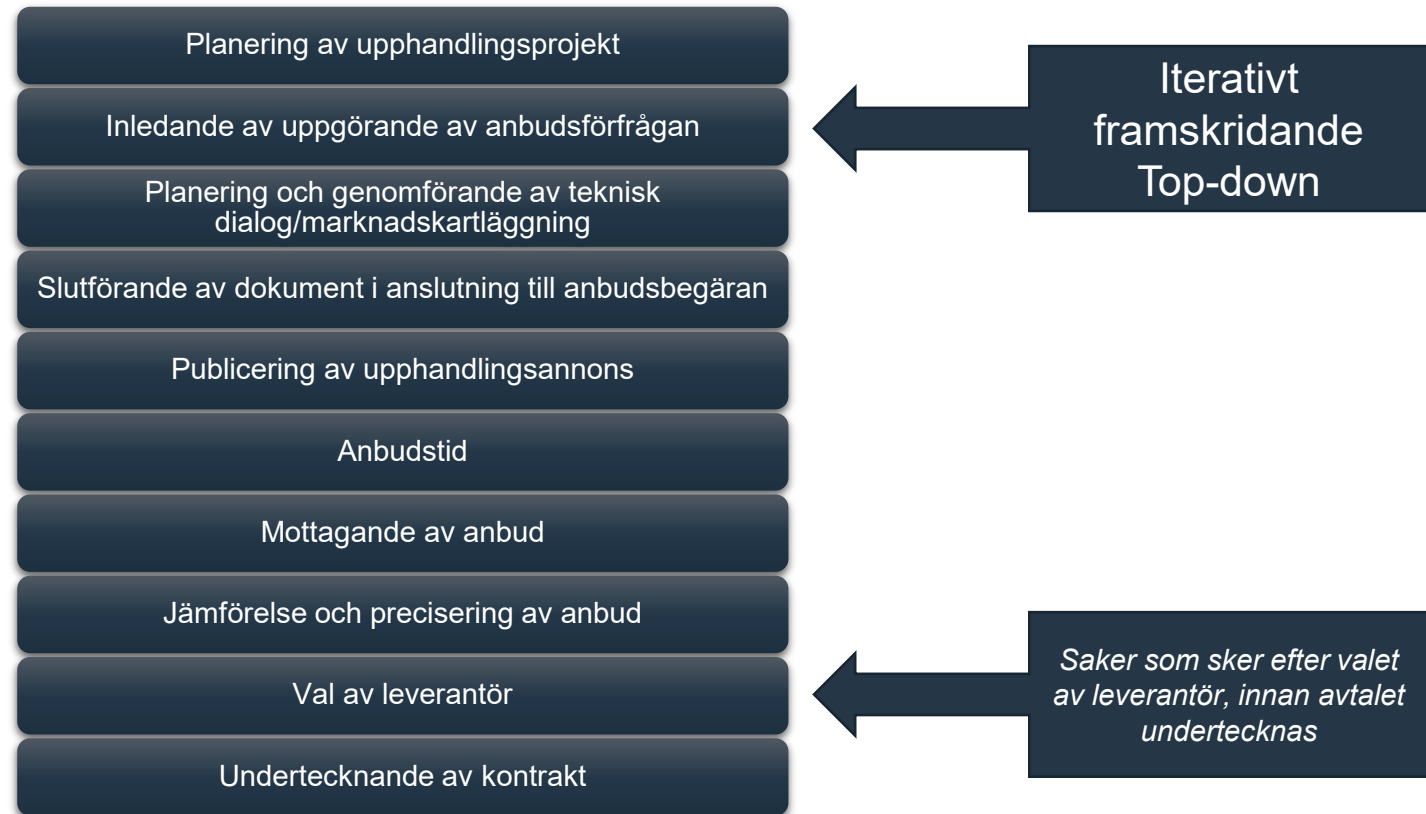 Planering av upphandlingsprojekt
Inledande av uppgörande av anbudsförfrågan
Planering och genomförande av teknisk
dialog/marknadskartläggning
Slutförande av dokument i anslutning till anbudsbegäran
Publicering av upphandlingsannons
Anbudstid
Mottagande av anbud
Jämförelse och precisering av anbud
Val av leverantör
Undertecknande av kontrakt
Iterativt
framskridande
Top-down
Saker som sker efter valet
av leverantör, innan avtalet
undertecknas